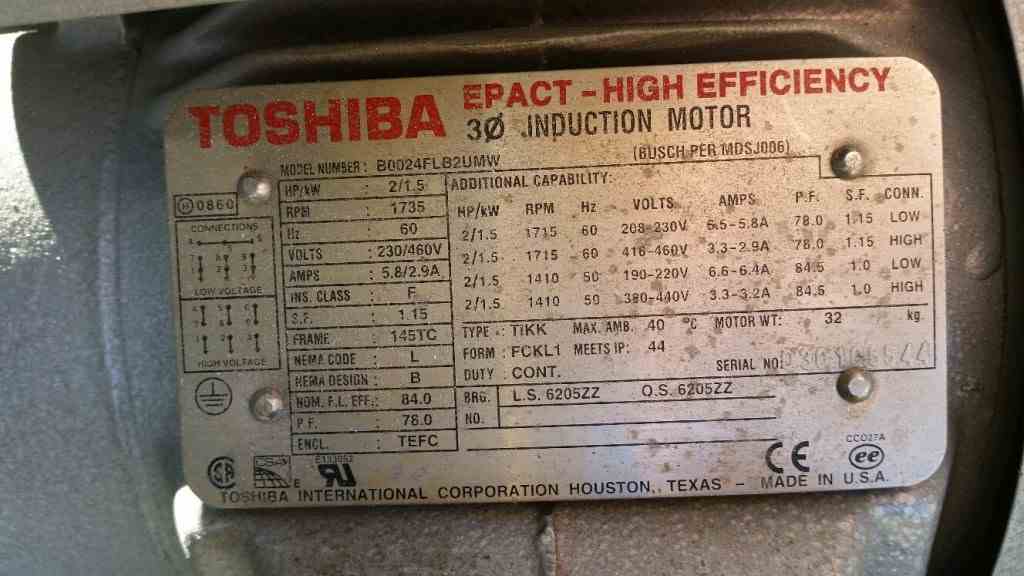 TOSHIBA EPACT-HIGH EFFICIENCY
3Ø INDUCTION MOTOR
MODEL NUMBER: B0024FLB2UMW (BUSCH PER MDSJ006)
H 0860
CONNECTIONS
LOW VOLTAGE
HIGH VOLTAGE
HP/kW : 2/1.5
RPM : 1735
Hz : 60
VOLTS : 230/460V
AMPS : 5.8/2.9A
INS. CLASS : F
S.F. : 1.15
FRAME : 145TC
NEMA CODE : L
NEMA DESIGN : B
NOM. F.L. EFF.: 84.0
P.F. : 78.0
ENCL. : TEFC
ADDITIONAL CAPABILITY:
HP/kW RPM Hz VOLTS AMPS P.F. S.F. CONN.
2/1.5 1715 60 208-230V 6.5-5.8A 78.0 1.15 LOW
2/1.5 1715 60 416-460V 3.3-2.9A 78.0 1.15 HIGH
2/1.5 1410 50 190-220V 6.6-6.4A 84.5 1.0 LOW
2/1.5 1410 50 380-440V 3.3-3.2A 84.5 1.0 HIGH
TYPE : TIKK MAX. AMB. 40 °C MOTOR WT: 32 kg
FORM : FCKL1 MEETS IP: 44
DUTY : CONT. SERIAL NO:
BRG. L.S. 6205ZZ O.S. 6205ZZ
NO.
E133052
CE
CC027A
ee
TOSHIBA INTERNATIONAL CORPORATION HOUSTON, TEXAS - MADE IN U.S.A.